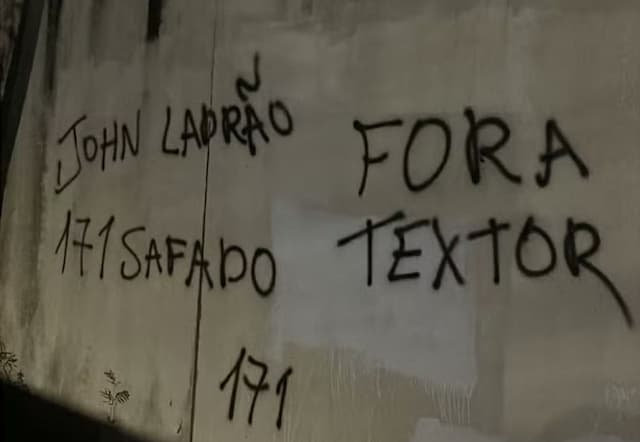 JOHN LADRÃO
171 SAFADO
171
FORA
TEXTOR